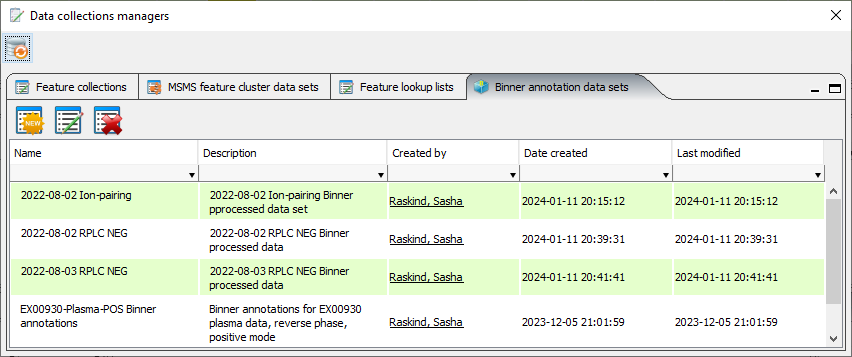 Data collections managers
Feature collections
MSMS feature cluster data sets
Feature lookup lists
Binner annotation data sets
NEW
Name
Description
Created by
Date created
Last modified
2022-08-02 Ion-pairing
2022-08-02 Ion-pairing Binner
pprocessed data set
Raskind, Sasha
2024-01-11 20:15:12
2024-01-11 20:15:12
2022-08-02 RPLC NEG
2022-08-02 RPLC NEG Binner
processed data
Raskind, Sasha
2024-01-11 20:39:31
2024-01-11 20:39:31
2022-08-03 RPLC NEG
2022-08-03 RPLC NEG Binner
processed data
Raskind, Sasha
2024-01-11 20:41:41
2024-01-11 20:41:41
EX00930-Plasma-POS Binner
annotations
Binner annotations for EX00930
plasma data, reverse phase,
positive mode
Raskind, Sasha
2023-12-05 21:01:59
2023-12-05 21:01:59